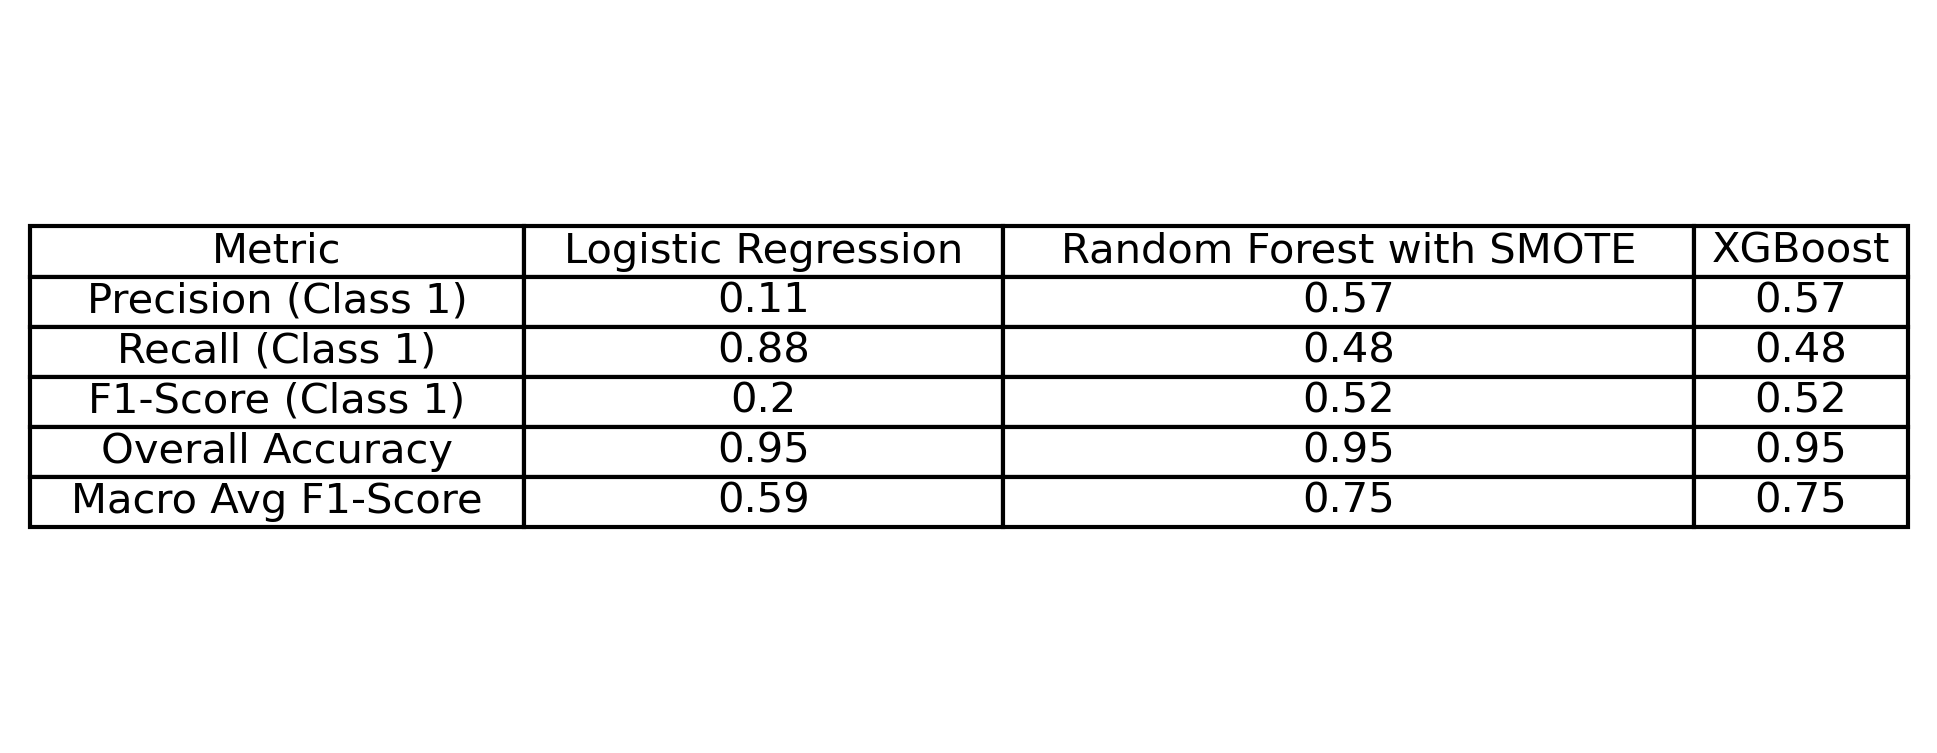 Metric Logistic Regression Random Forest with SMOTE XGBoost
Precision (Class 1) 0.11 0.57 0.57
Recall (Class 1) 0.88 0.48 0.48
F1-Score (Class 1) 0.2 0.52 0.52
Overall Accuracy 0.95 0.95 0.95
Macro Avg F1-Score 0.59 0.75 0.75